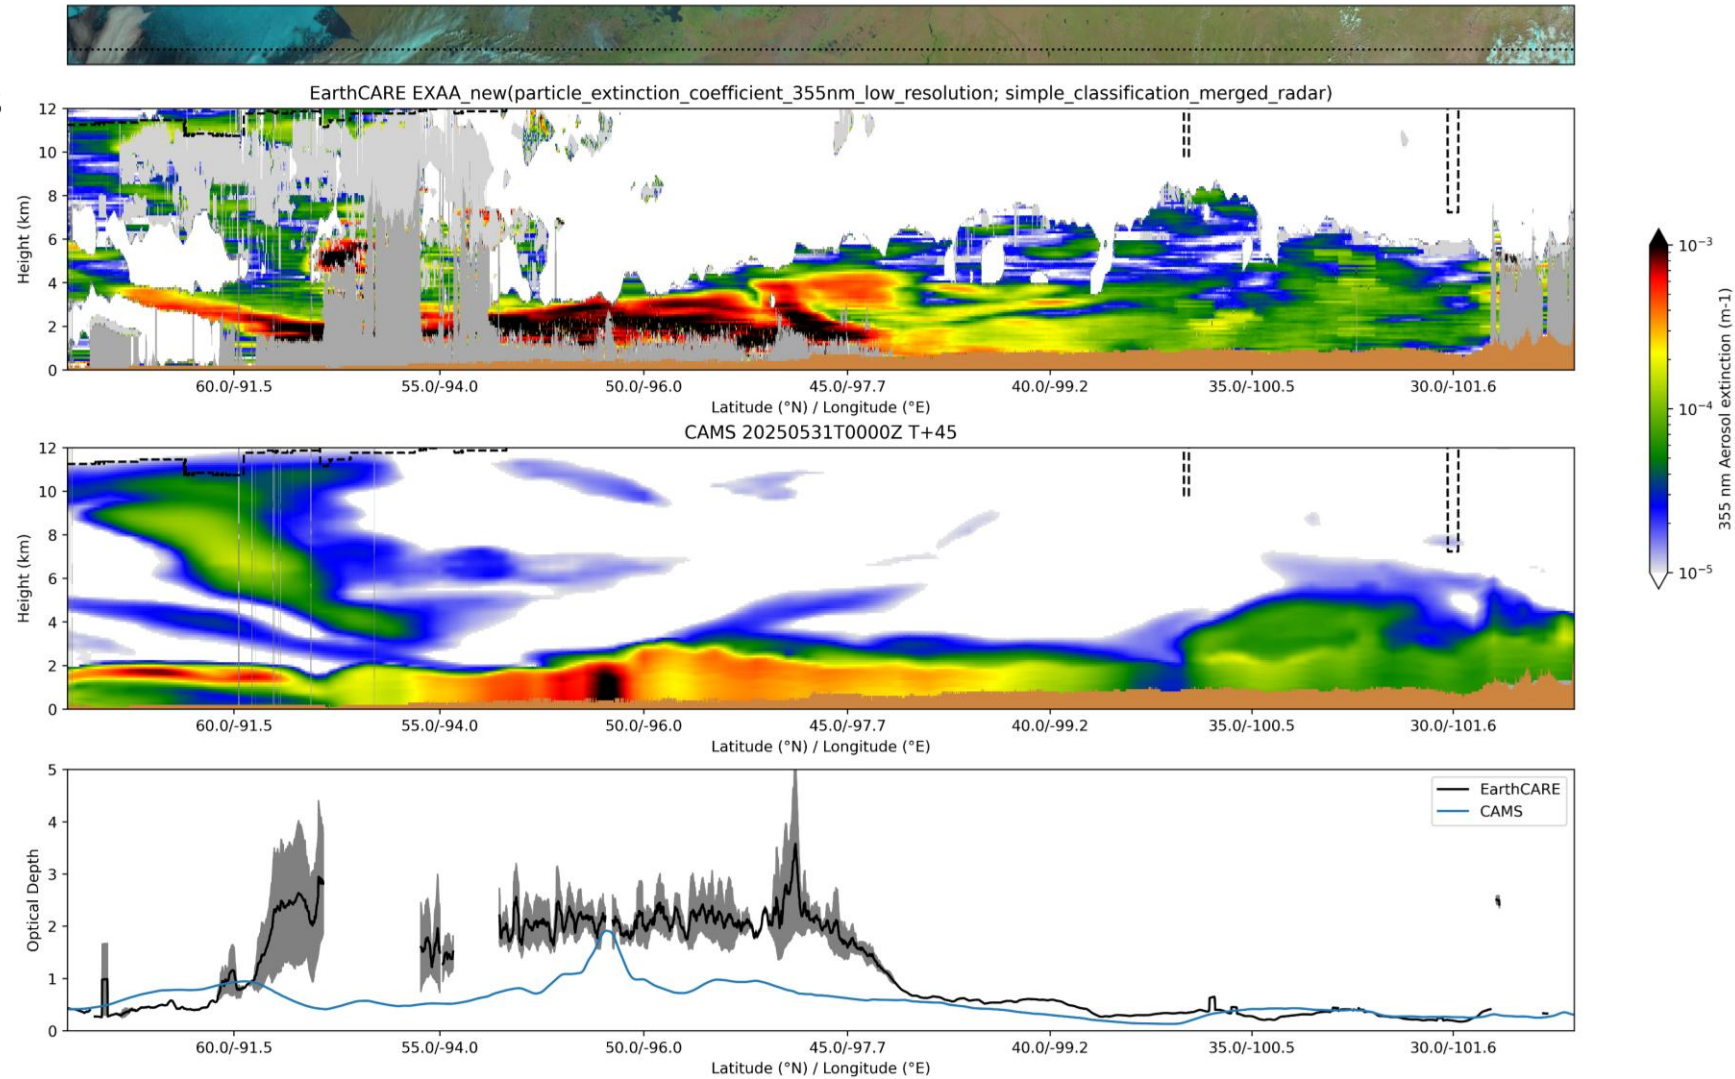 EarthCARE EXAA_new(particle_extinction_coefficient_355nm_low_resolution; simple_classification_merged_radar)
12
10
8
6
4
2
0
Height (km)
60.0/-91.5 55.0/-94.0 50.0/-96.0 45.0/-97.7 40.0/-99.2 35.0/-100.5 30.0/-101.6
Latitude (°N) / Longitude (°E)
CAMS 20250531T0000Z T+45
12
10
8
6
4
2
0
Height (km)
60.0/-91.5 55.0/-94.0 50.0/-96.0 45.0/-97.7 40.0/-99.2 35.0/-100.5 30.0/-101.6
Latitude (°N) / Longitude (°E)
10⁻³
10⁻⁴
10⁻⁵
355 nm Aerosol extinction (m-1)
5
4
3
2
1
0
Optical Depth
EarthCARE
CAMS
60.0/-91.5 55.0/-94.0 50.0/-96.0 45.0/-97.7 40.0/-99.2 35.0/-100.5 30.0/-101.6
Latitude (°N) / Longitude (°E)